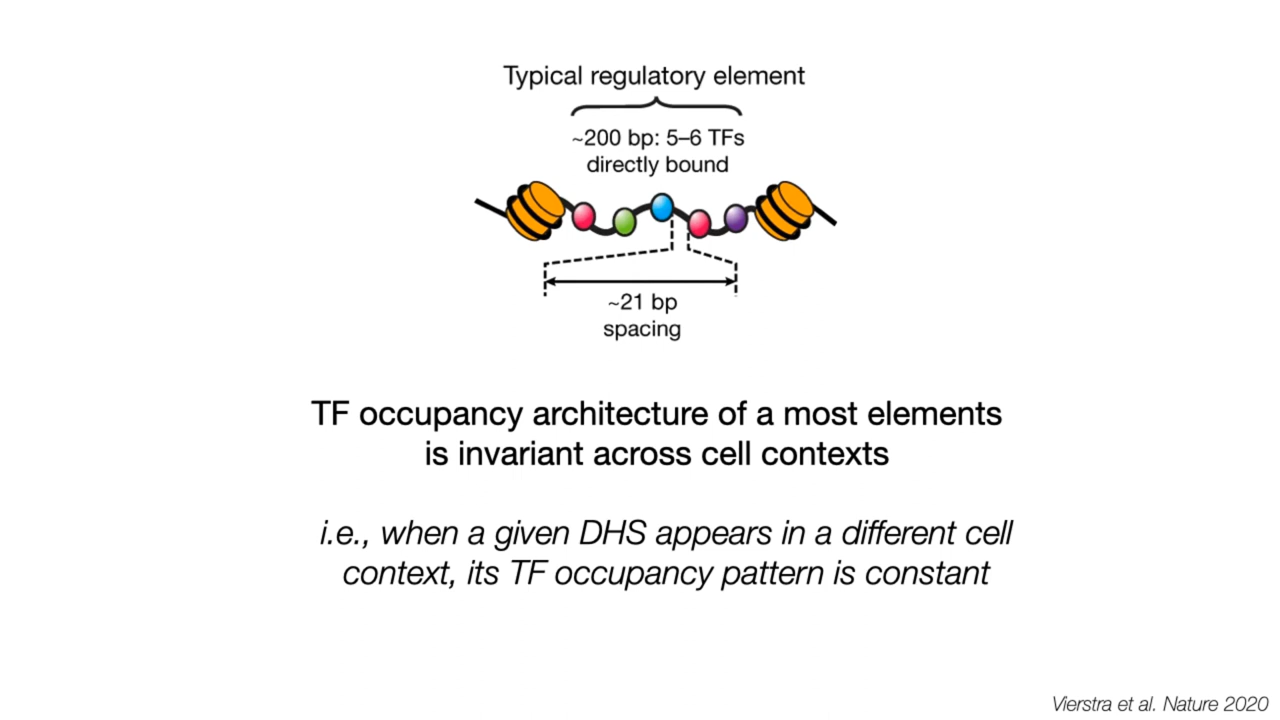 Typical regulatory element
~200 bp: 5–6 TFs
directly bound
~21 bp
spacing
TF occupancy architecture of a most elements
is invariant across cell contexts
i.e., when a given DHS appears in a different cell
context, its TF occupancy pattern is constant
Vierstra et al. Nature 2020